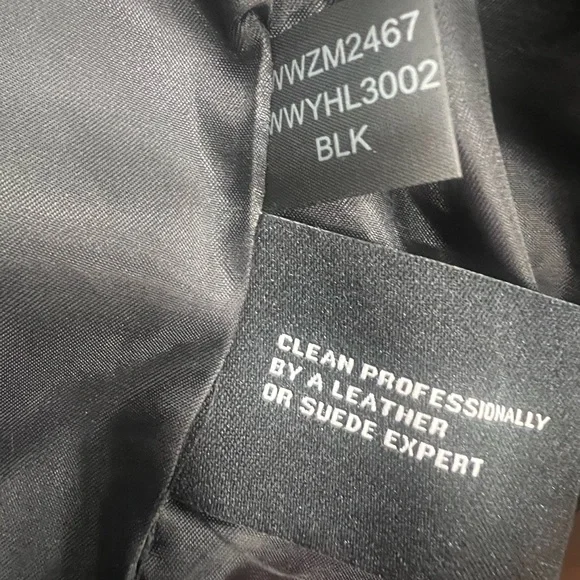 WWZM2467
WWYHL3002
BLK
CLEAN PROFESSIONALLY
BY A LEATHER
OR SUEDE EXPERT